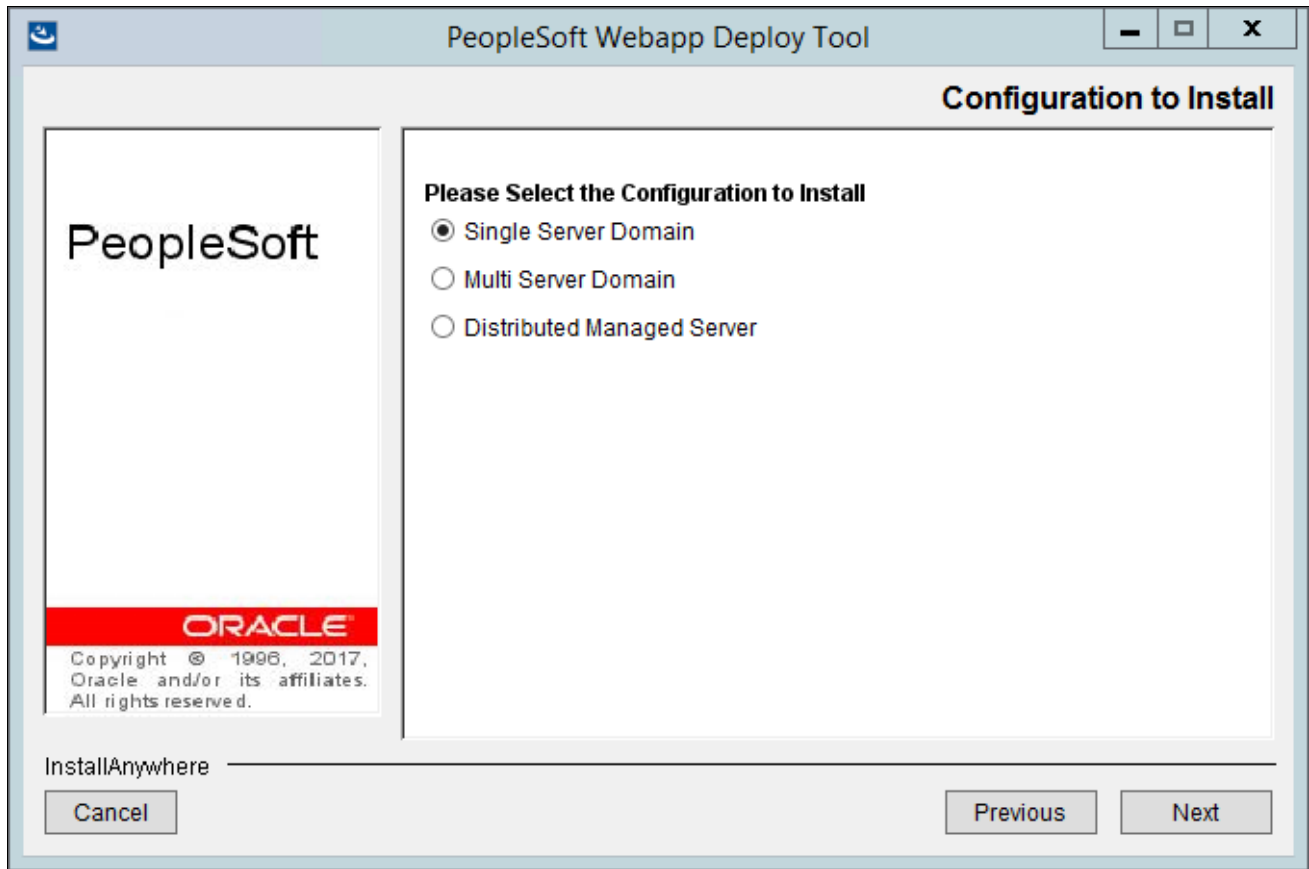 PeopleSoft Webapp Deploy Tool
Configuration to Install
PeopleSoft
ORACLE
Copyright © 1996, 2017,
Oracle and/or its affiliates.
All rights reserved.
Please Select the Configuration to Install
Single Server Domain
Multi Server Domain
Distributed Managed Server
InstallAnywhere
Cancel
Previous
Next